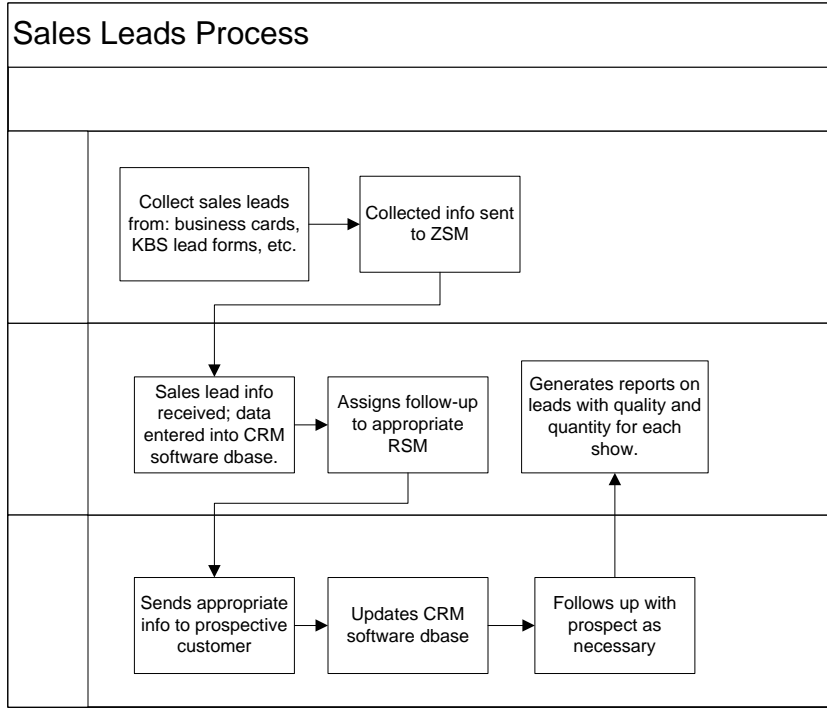 Sales Leads Process
Collect sales leads
from: business cards,
KBS lead forms, etc.
Collected info sent
to ZSM
Sales lead info
received; data
entered into CRM
software dbase.
Assigns follow-up
to appropriate
RSM
Generates reports on
leads with quality and
quantity for each
show.
Sends appropriate
info to prospective
customer
Updates CRM
software dbase
Follows up with
prospect as
necessary